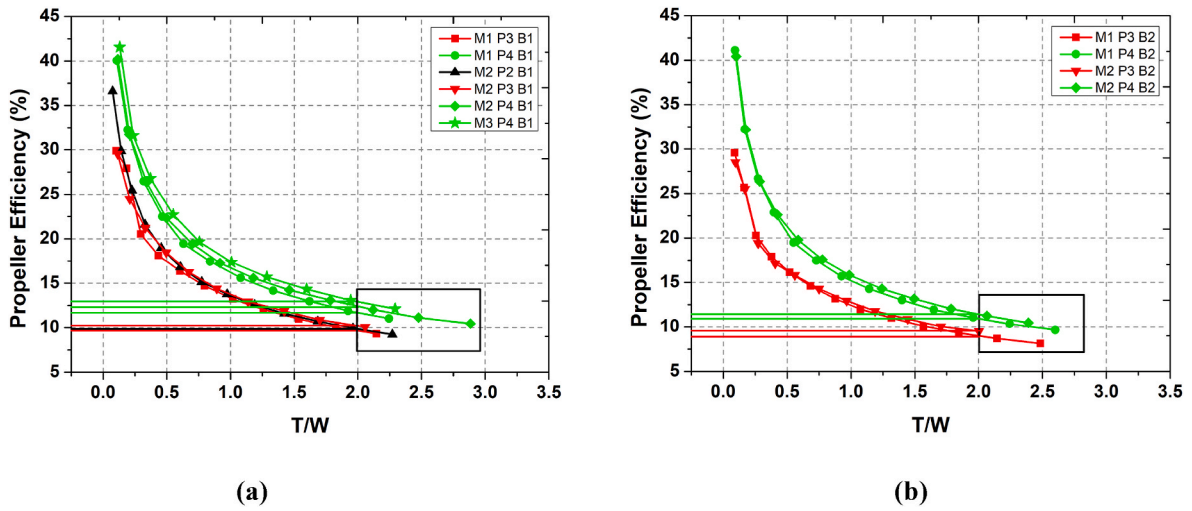 M1 P3 B1
M1 P4 B1
M2 P2 B1
M2 P3 B1
M2 P4 B1
M3 P4 B1
45
40
35
30
25
20
15
10
5
Propeller Efficiency (%)
0.0 0.5 1.0 1.5 2.0 2.5 3.0 3.5
T/W
(a)
M1 P3 B2
M1 P4 B2
M2 P3 B2
M2 P4 B2
45
40
35
30
25
20
15
10
5
Propeller Efficiency (%)
0.0 0.5 1.0 1.5 2.0 2.5 3.0 3.5
T/W
(b)